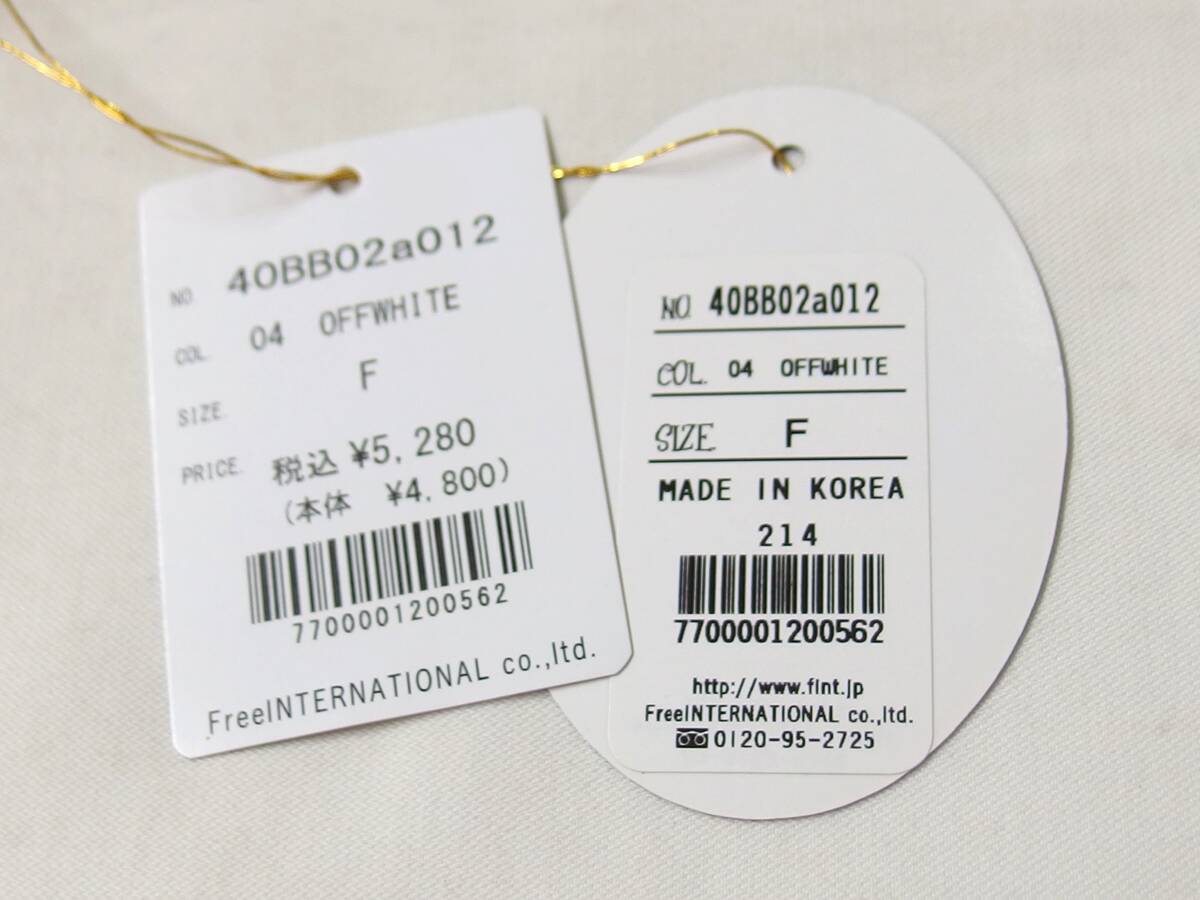 NO. 40BB02a012
COL. 04 OFFWHITE
SIZE. F
PRICE. 税込 ¥5,280
(本体 ¥4,800)
7700001200562
FreeINTERNATIONAL co.,ltd.
NO. 40BB02a012
COL. 04 OFFWHITE
SIZE F
MADE IN KOREA
214
7700001200562
http://www.flnt.jp
FreeINTERNATIONAL co.,ltd.
0120-95-2725